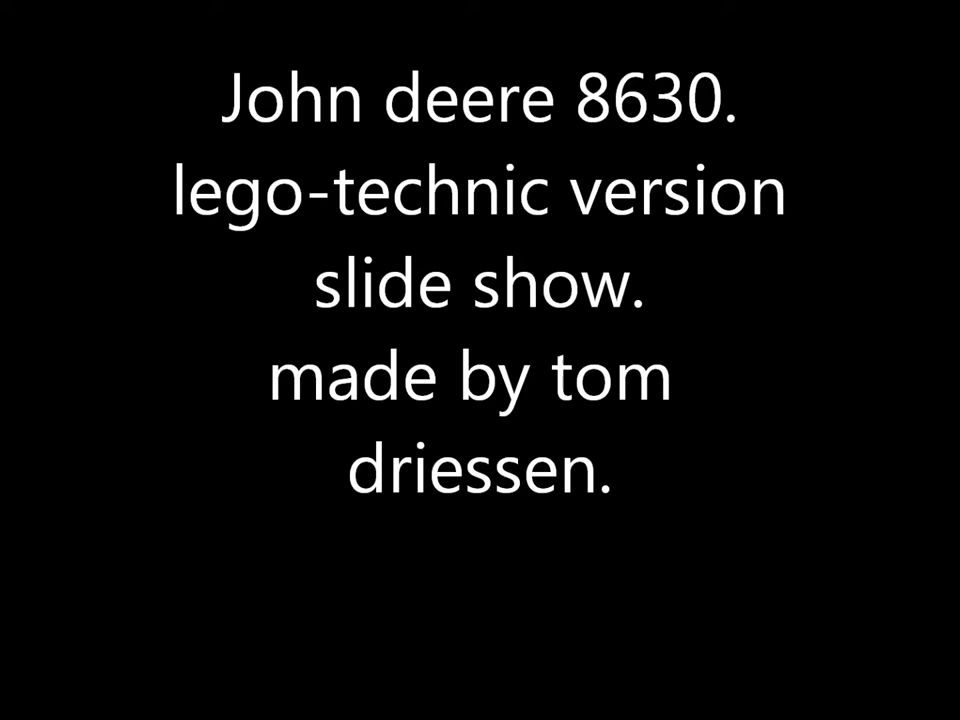 John deere 8630.
lego-technic version
slide show.
made by tom
driessen.